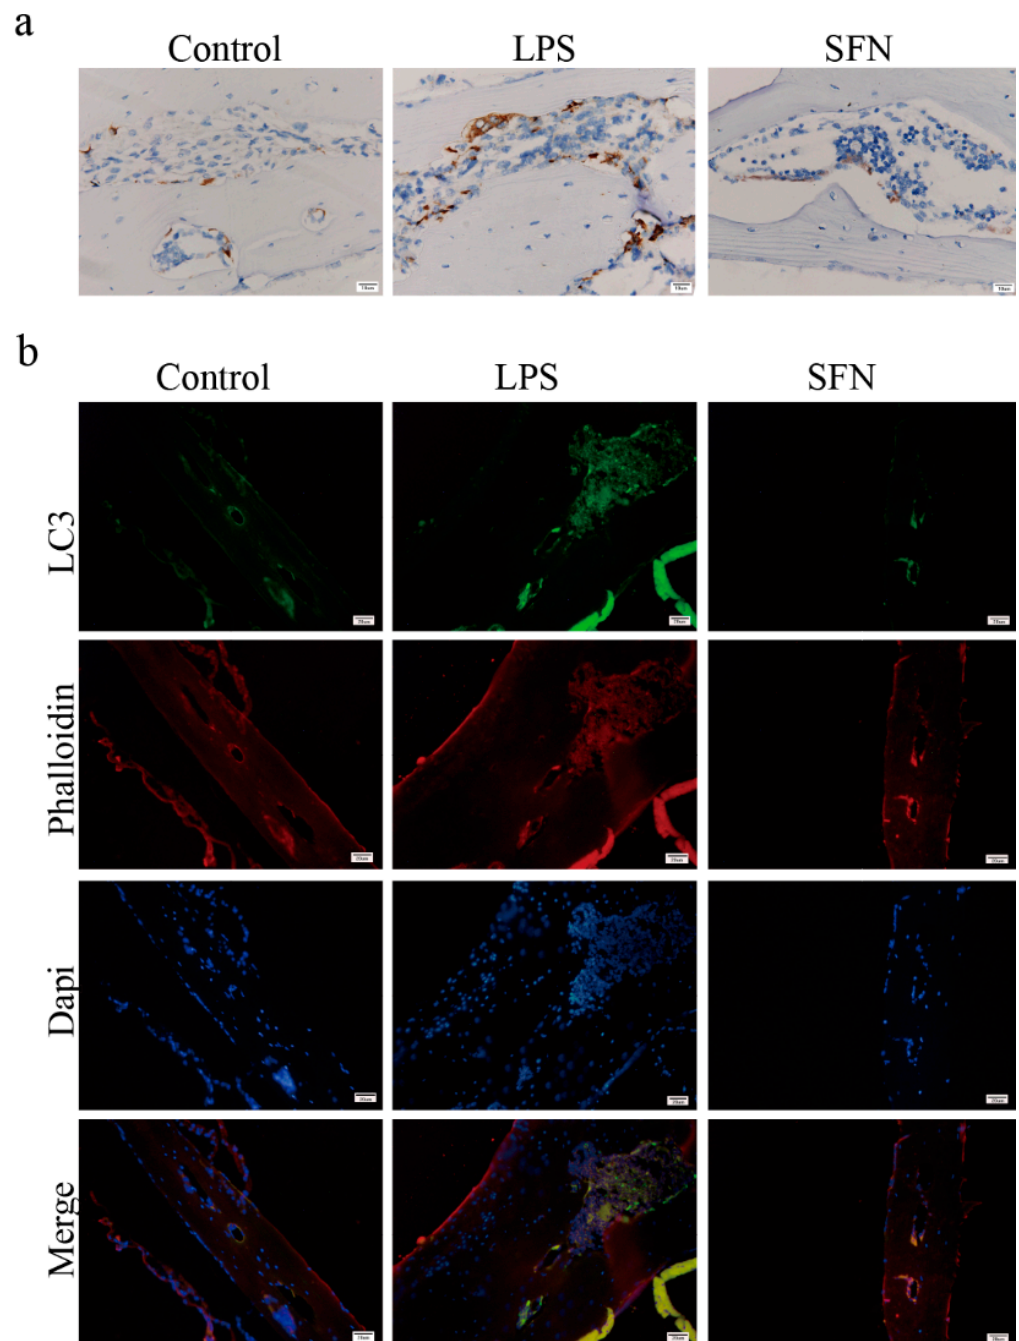 a
Control LPS SFN
b
Control LPS SFN
LC3
Phalloidin
Dapi
Merge